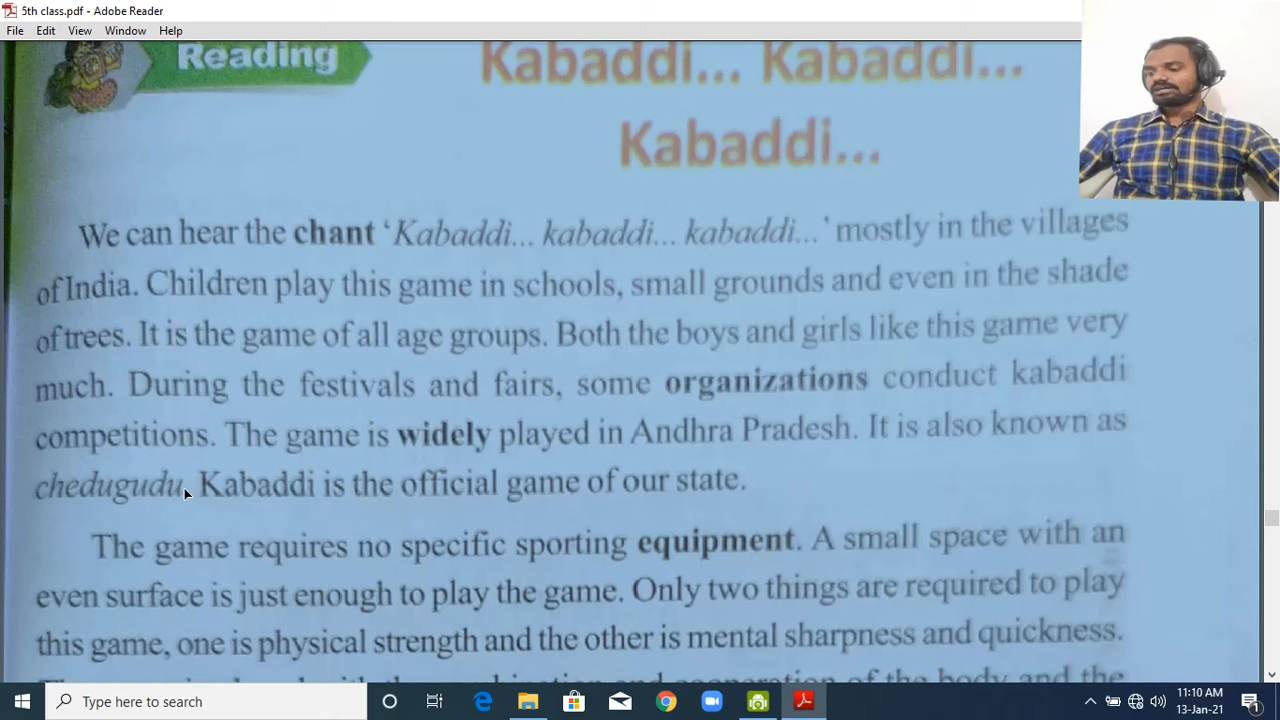 5th class.pdf - Adobe Reader
File Edit View Window Help
Reading
Kabaddi... Kabaddi...
Kabaddi...
We can hear the chant ‘Kabaddi... kabaddi... kabaddi...’ mostly in the villages
of India. Children play this game in schools, small grounds and even in the shade
of trees. It is the game of all age groups. Both the boys and girls like this game very
much. During the festivals and fairs, some organizations conduct kabaddi
competitions. The game is widely played in Andhra Pradesh. It is also known as
chedugudu. Kabaddi is the official game of our state.
The game requires no specific sporting equipment. A small space with an
even surface is just enough to play the game. Only two things are required to play
this game, one is physical strength and the other is mental sharpness and quickness.
cooperation of the body and the
Type here to search
11:10 AM
13-Jan-21
1